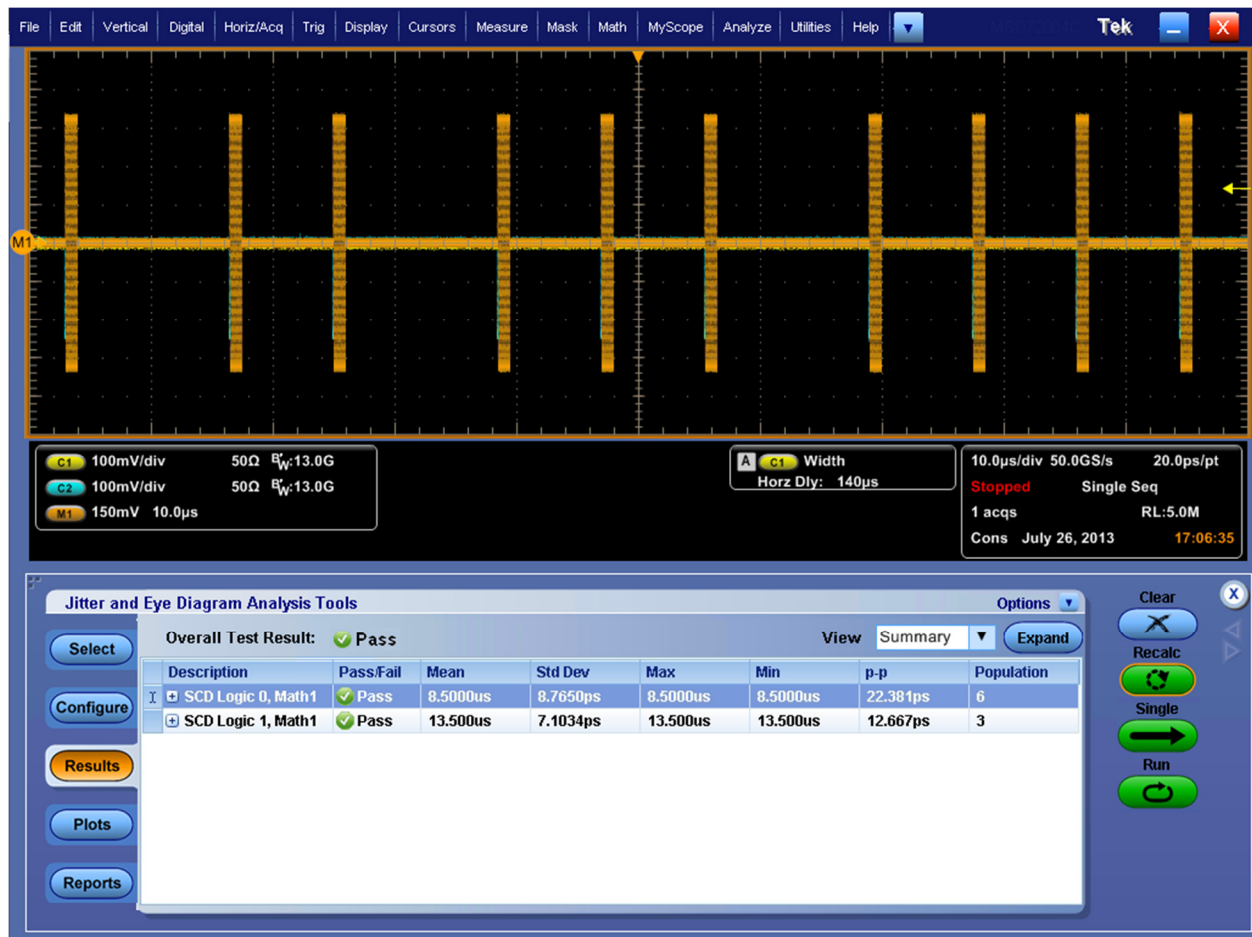 File Edit Vertical Digital Horiz/Acq Trig Display Cursors Measure Mask Math MyScope Analyze Utilities Help Tek X
M1
C1 100mV/div 50Ω BW:13.0G
C2 100mV/div 50Ω BW:13.0G
M1 150mV 10.0µs
A C1 Width
Horz Dly: 140µs
10.0µs/div 50.0GS/s 20.0ps/pt
Stopped Single Seq
1 acqs RL:5.0M
Cons July 26, 2013 17:06:35
Jitter and Eye Diagram Analysis Tools
Options
Select
Configure
Results
Plots
Reports
Overall Test Result: Pass
View Summary Expand
Description Pass/Fail Mean Std Dev Max Min p-p Population
SCD Logic 0, Math1 Pass 8.5000us 8.7650ps 8.5000us 8.5000us 22.381ps 6
SCD Logic 1, Math1 Pass 13.500us 7.1034ps 13.500us 13.500us 12.667ps 3
Clear
Recalc
Single
Run
X